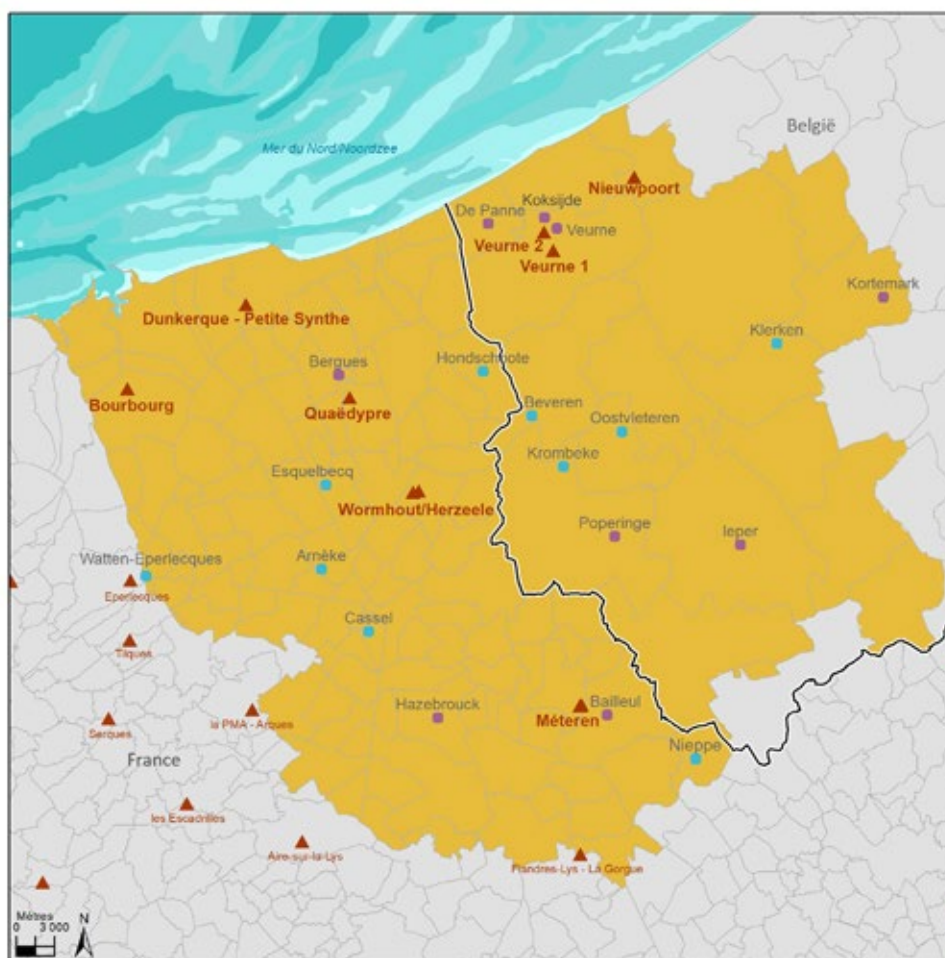 België
Mer du Nord/Noordzee
Nieuwpoort
Koksijde
De Panne
Veurne
Veurne 2
Veurne 1
Kortemark
Dunkerque - Petite Synthe
Klerken
Hondschoote
Bergues
Bourbourg
Quaëdypre
Beveren
Oostvleteren
Krombeke
Esquelbecq
Wormhout/Herzeele
Poperinge
Ieper
Watten-Eperlecques
Arnèke
Eperlecques
Cassel
Tilques
Hazebrouck
Bailleul
la PMA - Arques
Méteren
Serques
Nieppe
France
les Escadrilles
Aire-sur-la-Lys
Flandres-Lys - La Gorgue
Mètres
0 3 000
N